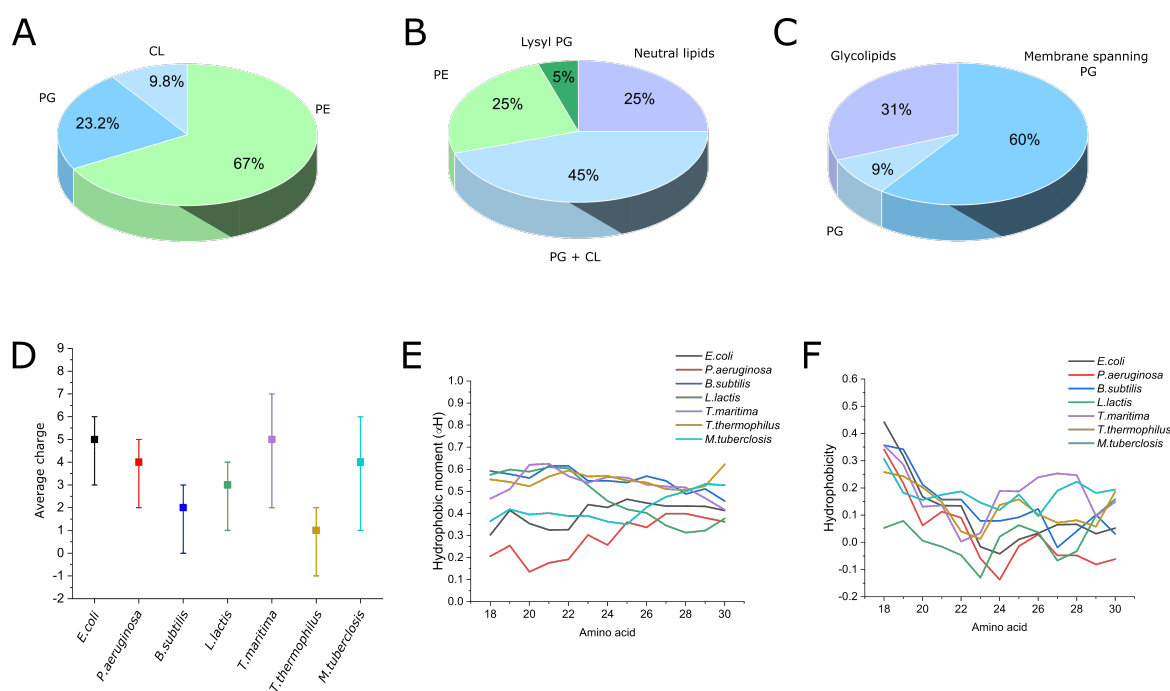 A
CL
9.8%
PG
23.2%
PE
67%
B
Lysyl PG
Neutral lipids
PE
5%
25%
25%
45%
PG + CL
C
Glycolipids
Membrane spanning
PG
31%
60%
9%
PG
D
Average charge
9
8
7
6
5
4
3
2
1
0
-1
-2
E.coli
P.aeruginosa
B.subtilis
L.lactis
T.maritima
T.thermophilus
M.tuberclosis
E
E.coli
P.aeruginosa
B.subtilis
L.lactis
T.maritima
T.thermophilus
M.tuberclosis
Hydrophobic moment (αH)
1.0
0.9
0.8
0.7
0.6
0.5
0.4
0.3
0.2
0.1
0.0
18 20 22 24 26 28 30
Amino acid
F
E.coli
P.aeruginosa
B.subtilis
L.lactis
T.maritima
T.thermophilus
M.tuberclosis
Hydrophobicity
0.6
0.5
0.4
0.3
0.2
0.1
0.0
-0.1
-0.2
18 20 22 24 26 28 30
Amino acid